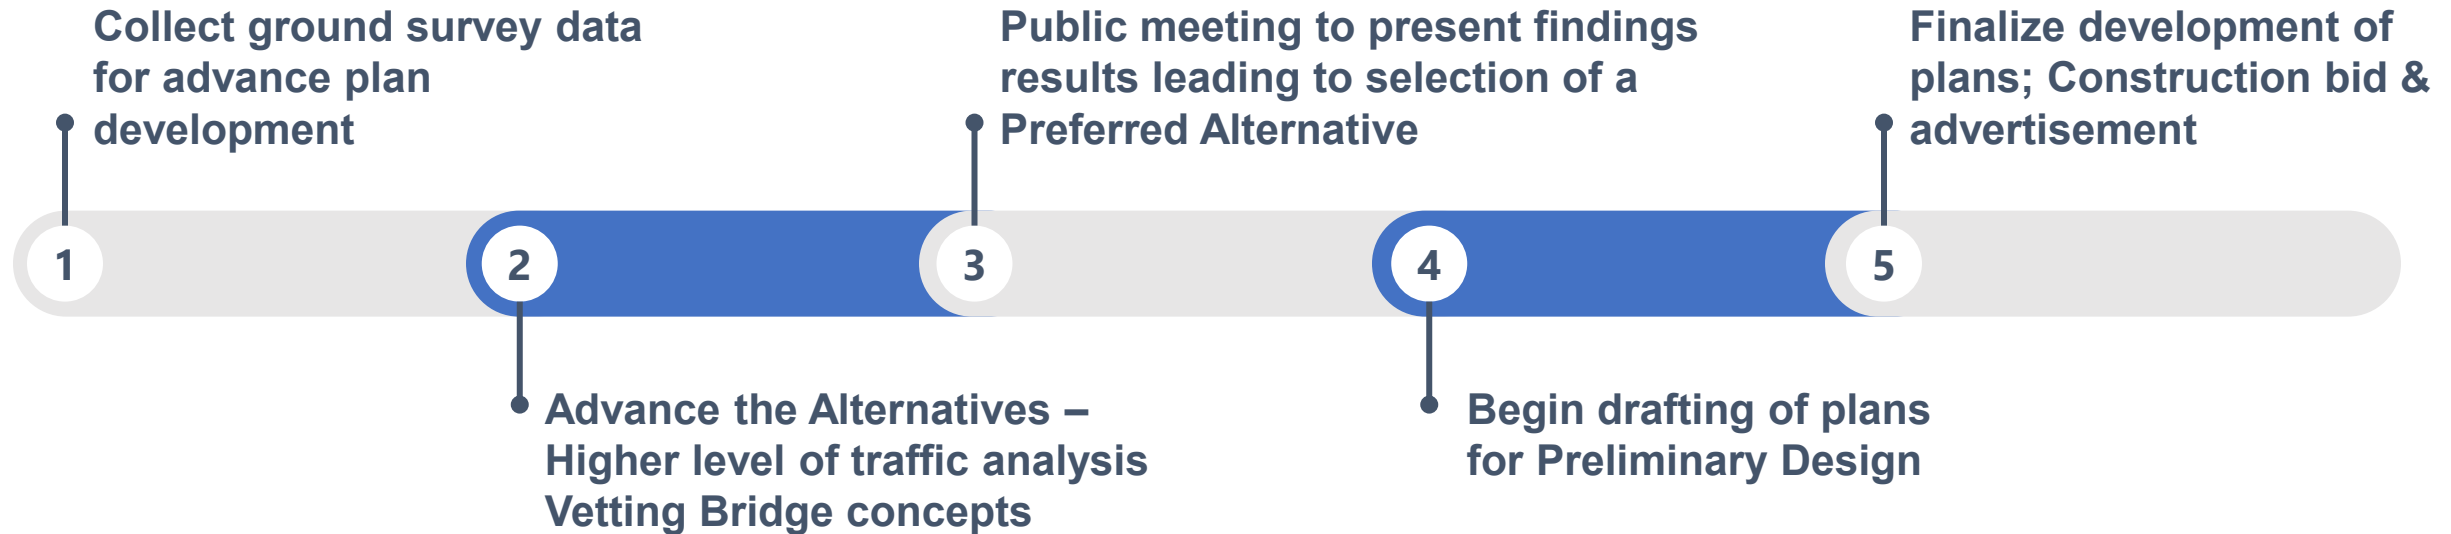 Collect ground survey data
for advance plan
development
Public meeting to present findings
results leading to selection of a
Preferred Alternative
Finalize development of
plans; Construction bid &
advertisement
1
2
3
4
5
Advance the Alternatives –
Higher level of traffic analysis
Vetting Bridge concepts
Begin drafting of plans
for Preliminary Design